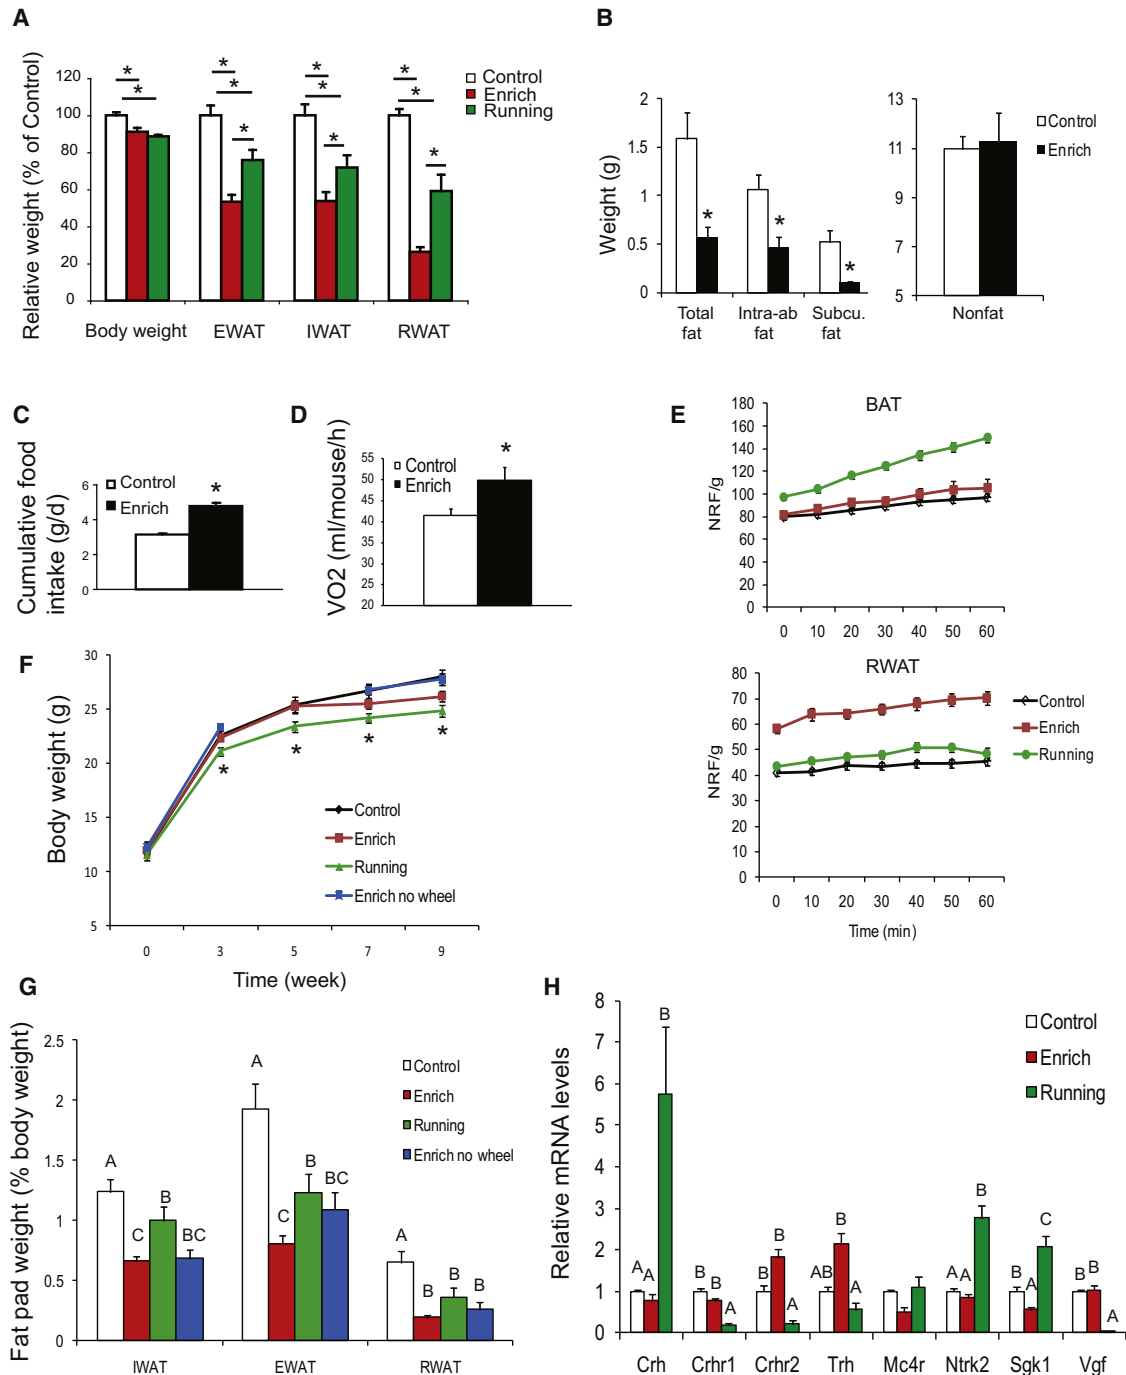 A
Relative weight (% of Control)
120
100
80
60
40
20
0
* * * * * * * * * * *
Control
Enrich
Running
Body weight EWAT IWAT RWAT
B
Weight (g)
2
1.5
1
0.5
0
* * *
Total fat
Intra-ab fat
Subcu. fat
13
11
9
7
5
Control
Enrich
Nonfat
C
Cumulative food intake (g/d)
6
4
2
0
Control
Enrich
*
D
VO2 (ml/mouse/h)
55
50
45
40
35
30
25
20
Control
Enrich
*
E
BAT
NRF/g
180
160
140
120
100
80
60
40
20
0
0 10 20 30 40 50 60
RWAT
NRF/g
80
70
60
50
40
30
20
10
0
0 10 20 30 40 50 60
Time (min)
Control
Enrich
Running
F
Body weight (g)
30
25
20
15
10
5
* * * *
Control
Enrich
Running
Enrich no wheel
0 3 5 7 9
Time (week)
G
Fat pad weight (% body weight)
2.5
2
1.5
1
0.5
0
A C B BC
A C B BC
A B B B
Control
Enrich
Running
Enrich no wheel
IWAT EWAT RWAT
H
Relative mRNA levels
8
7
6
5
4
3
2
1
0
A A B
B B A
B B A
AB B A
A A B
B A C
B B A
Control
Enrich
Running
Crh Crhr1 Crhr2 Trh Mc4r Ntrk2 Sgk1 Vgf